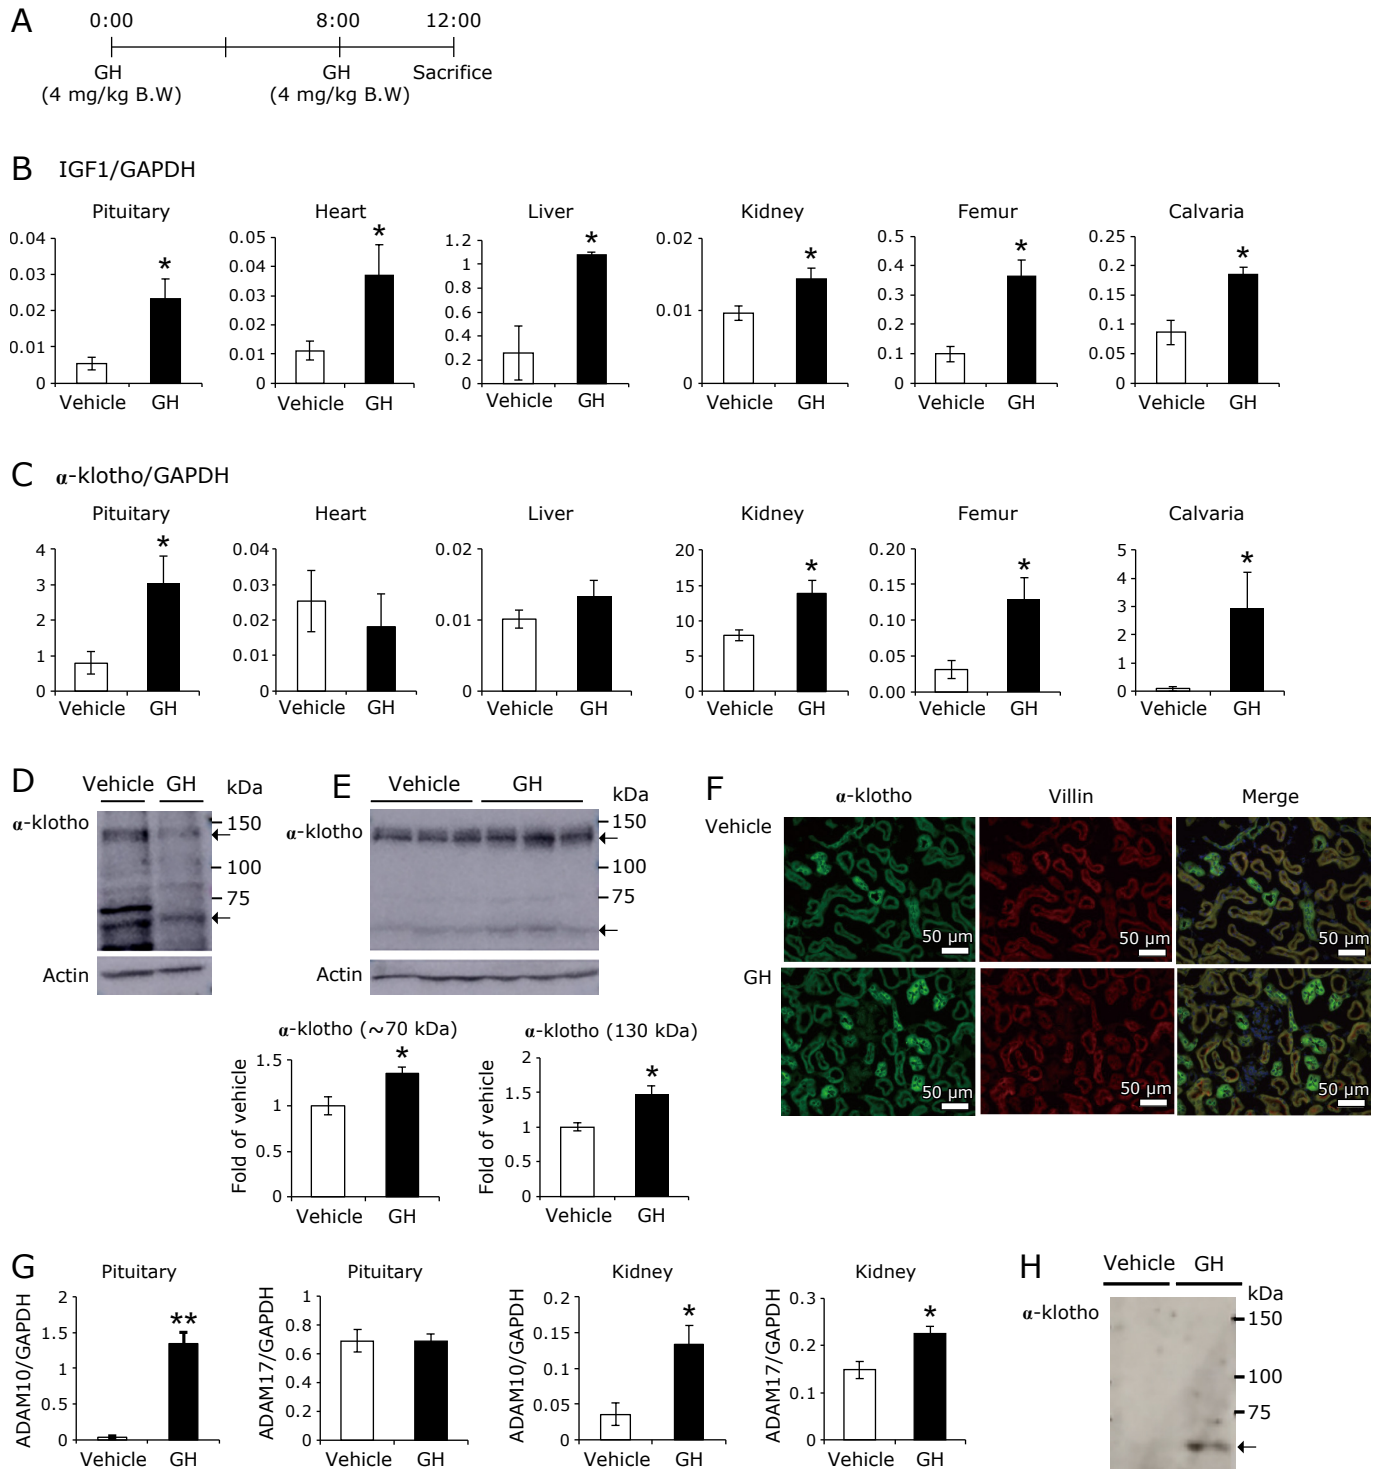 A
0:00 8:00 12:00
GH GH Sacrifice
(4 mg/kg B.W) (4 mg/kg B.W)
B IGF1/GAPDH
Pituitary Heart Liver Kidney Femur Calvaria
0.04 0.03 0.02 0.01 0
0.05 0.04 0.03 0.02 0.01 0
1.2 1 0.8 0.6 0.4 0.2 0
0.02 0.01 0
0.5 0.4 0.3 0.2 0.1 0
0.25 0.2 0.15 0.1 0.05 0
* * * * * *
Vehicle GH Vehicle GH Vehicle GH Vehicle GH Vehicle GH Vehicle GH
C α-klotho/GAPDH
Pituitary Heart Liver Kidney Femur Calvaria
4 3 2 1 0
0.04 0.03 0.02 0.01 0
0.02 0.01 0
20 15 10 5 0
0.20 0.15 0.10 0.05 0.00
5 4 3 2 1 0
* * * *
Vehicle GH Vehicle GH Vehicle GH Vehicle GH Vehicle GH Vehicle GH
D
Vehicle GH kDa
α-klotho
150
100
75
Actin
E
Vehicle GH kDa
α-klotho
150
100
75
Actin
α-klotho (~70 kDa)
Fold of vehicle
1.5 1 0.5 0
*
Vehicle GH
α-klotho (130 kDa)
Fold of vehicle
2 1.5 1 0.5 0
*
Vehicle GH
F
α-klotho Villin Merge
Vehicle
50 µm 50 µm 50 µm
GH
50 µm 50 µm 50 µm
G
Pituitary
ADAM10/GAPDH
2 1.5 1 0.5 0
**
Vehicle GH
Pituitary
ADAM17/GAPDH
1 0.8 0.6 0.4 0.2 0
Vehicle GH
Kidney
ADAM10/GAPDH
0.2 0.15 0.1 0.05 0
*
Vehicle GH
Kidney
ADAM17/GAPDH
0.3 0.2 0.1 0
*
Vehicle GH
H
Vehicle GH
kDa
α-klotho
150
100
75